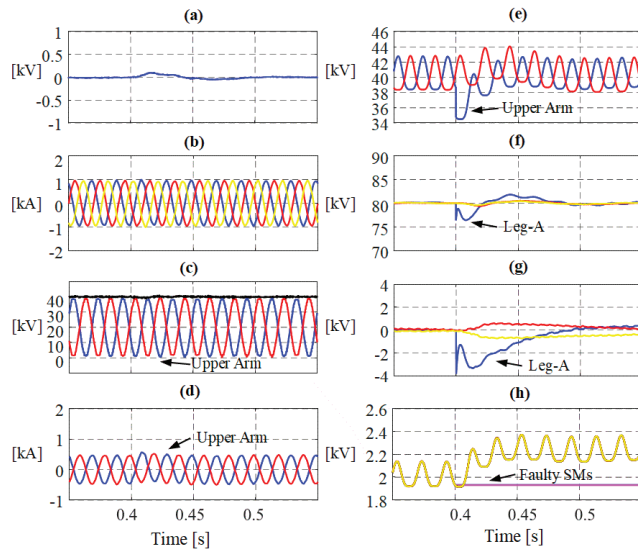 (a)
1
0.5
[kV]
0
-0.5
-1
(b)
2
1
[kA]
0
-1
-2
(c)
40
30
[kV]
20
10
0
Upper Arm
(d)
2
1
Upper Arm
[kA]
0
-1
0.4
0.45
0.5
Time [s]
(e)
46
44
42
[kV]
40
38
36
Upper Arm
34
(f)
90
85
[kV]
80
75
Leg-A
70
(g)
4
2
[kV]
0
-2
Leg-A
-4
(h)
2.6
2.4
[kV]
2.2
2
Faulty SMs
1.8
0.4
0.45
0.5
Time [s]